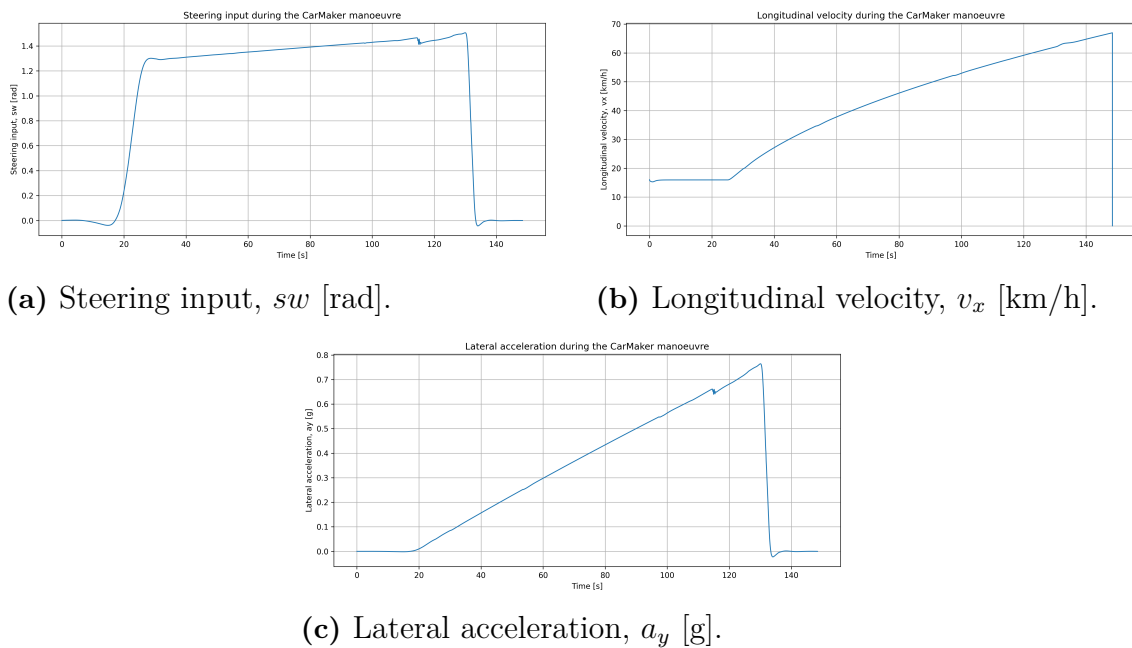 Steering input during the CarMaker manoeuvre
Steering input, sw [rad]
1.4
1.2
1.0
0.8
0.6
0.4
0.2
0.0
0 20 40 60 80 100 120 140
Time [s]
(a) Steering input, sw [rad].
Longitudinal velocity during the CarMaker manoeuvre
Longitudinal velocity, vx [km/h]
70
60
50
40
30
20
10
0
0 20 40 60 80 100 120 140
Time [s]
(b) Longitudinal velocity, v_x [km/h].
Lateral acceleration during the CarMaker manoeuvre
Lateral acceleration, ay [g]
0.8
0.7
0.6
0.5
0.4
0.3
0.2
0.1
0.0
0 20 40 60 80 100 120 140
Time [s]
(c) Lateral acceleration, a_y [g].